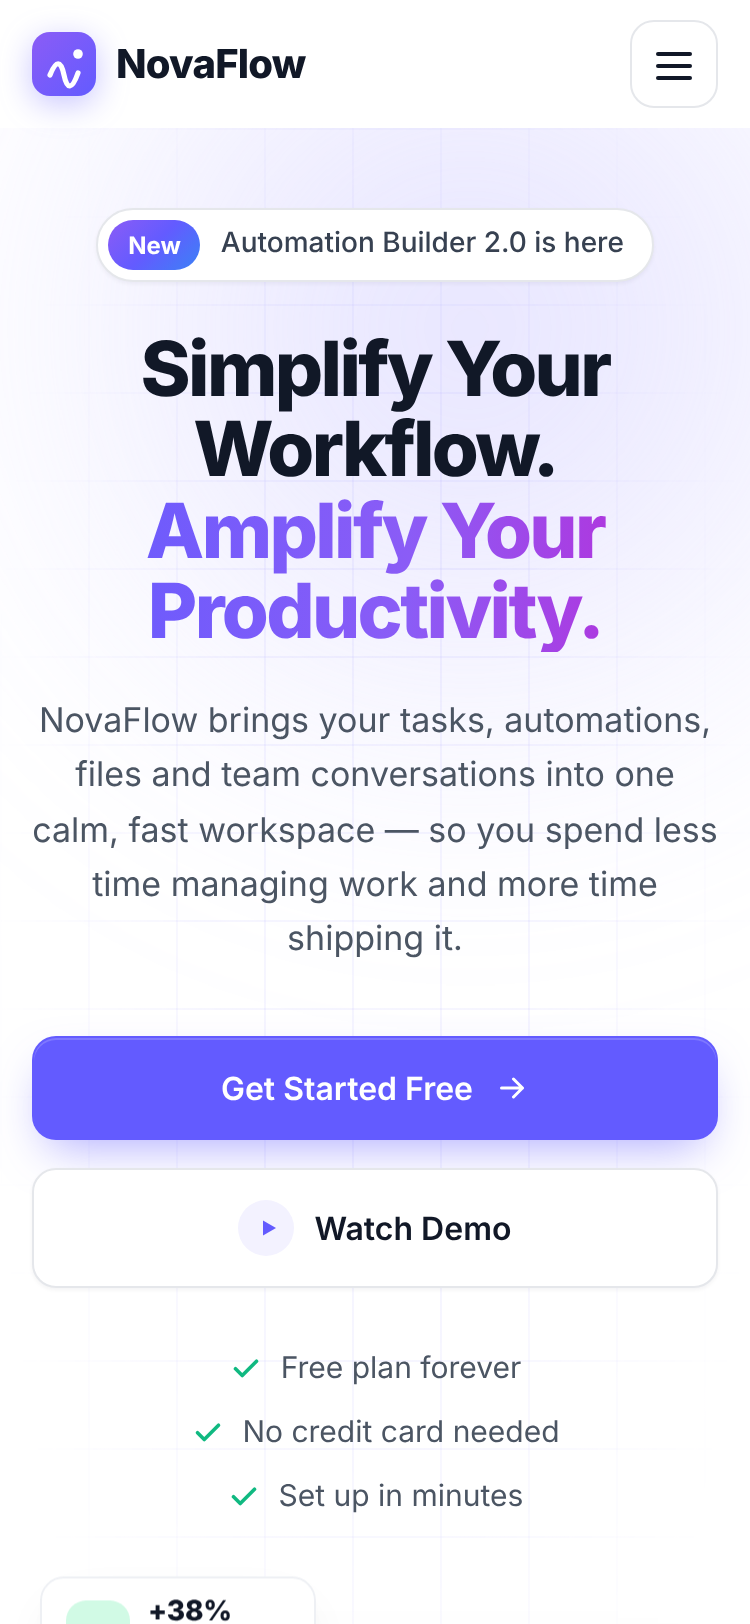 NovaFlow
New Automation Builder 2.0 is here
Simplify Your
Workflow.
Amplify Your
Productivity.
NovaFlow brings your tasks, automations,
files and team conversations into one
calm, fast workspace — so you spend less
time managing work and more time
shipping it.
Get Started Free
Watch Demo
Free plan forever
No credit card needed
Set up in minutes
+38%